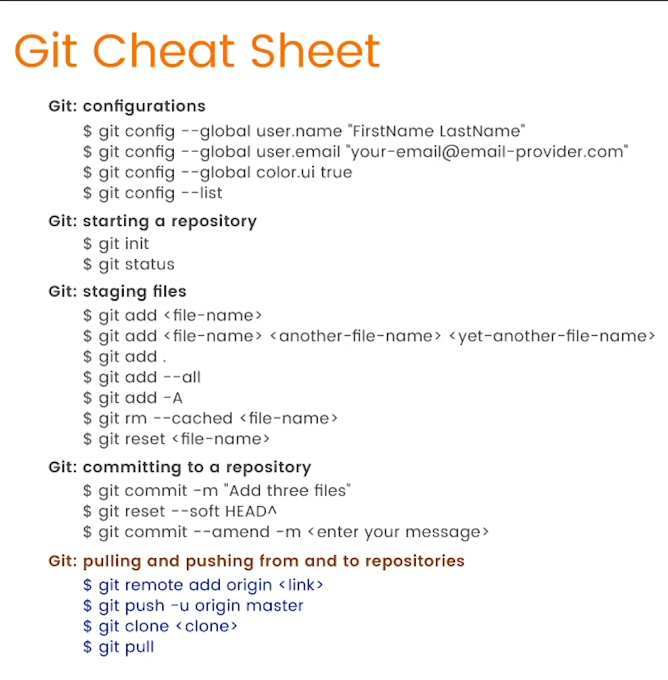 Git Cheat Sheet
Git: configurations
$ git config --global user.name "FirstName LastName"
$ git config --global user.email "your-email@email-provider.com"
$ git config --global color.ui true
$ git config --list
Git: starting a repository
$ git init
$ git status
Git: staging files
$ git add <file-name>
$ git add <file-name> <another-file-name> <yet-another-file-name>
$ git add .
$ git add --all
$ git add -A
$ git rm --cached <file-name>
$ git reset <file-name>
Git: committing to a repository
$ git commit -m "Add three files"
$ git reset --soft HEAD^
$ git commit --amend -m <enter your message>
Git: pulling and pushing from and to repositories
$ git remote add origin <link>
$ git push -u origin master
$ git clone <clone>
$ git pull